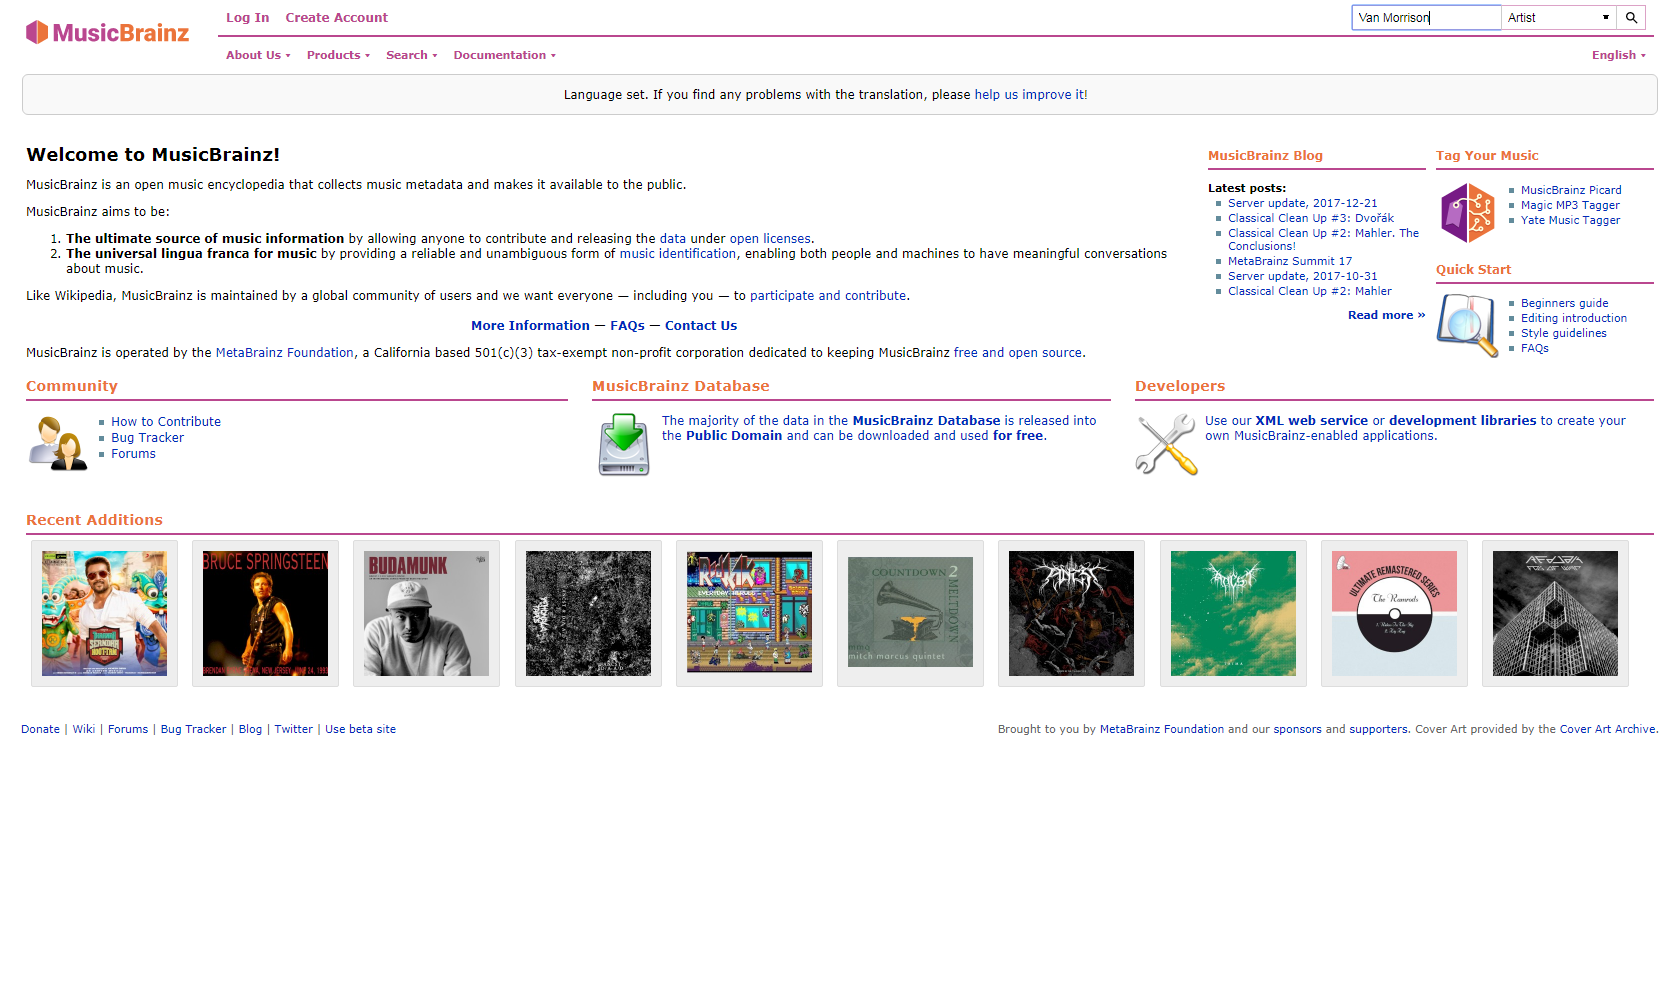 Log In Create Account
Van Morrison Artist
MusicBrainz
About Us Products Search Documentation English
Language set. If you find any problems with the translation, please help us improve it!
Welcome to MusicBrainz!
MusicBrainz is an open music encyclopedia that collects music metadata and makes it available to the public.
MusicBrainz aims to be:
1. The ultimate source of music information by allowing anyone to contribute and releasing the data under open licenses.
2. The universal lingua franca for music by providing a reliable and unambiguous form of music identification, enabling both people and machines to have meaningful conversations
about music.
Like Wikipedia, MusicBrainz is maintained by a global community of users and we want everyone — including you — to participate and contribute.
More Information — FAQs — Contact Us
MusicBrainz is operated by the MetaBrainz Foundation, a California based 501(c)(3) tax-exempt non-profit corporation dedicated to keeping MusicBrainz free and open source.
MusicBrainz Blog
Latest posts:
Server update, 2017-12-21
Classical Clean Up #3: Dvořák
Classical Clean Up #2: Mahler. The
Conclusions!
MetaBrainz Summit 17
Server update, 2017-10-31
Classical Clean Up #2: Mahler
Read more »
Tag Your Music
MusicBrainz Picard
Magic MP3 Tagger
Yate Music Tagger
Quick Start
Beginners guide
Editing introduction
Style guidelines
FAQs
Community
How to Contribute
Bug Tracker
Forums
MusicBrainz Database
The majority of the data in the MusicBrainz Database is released into
the Public Domain and can be downloaded and used for free.
Developers
Use our XML web service or development libraries to create your
own MusicBrainz-enabled applications.
Recent Additions
BRUCE SPRINGSTEEN
BUDAMUNK
EVERYDAY HEROES
COUNTDOWN 2
MELTDOWN
mitch marcus quintet
ULTIMATE REMASTERED SERIES
The Ramrods
Donate | Wiki | Forums | Bug Tracker | Blog | Twitter | Use beta site
Brought to you by MetaBrainz Foundation and our sponsors and supporters. Cover Art provided by the Cover Art Archive.